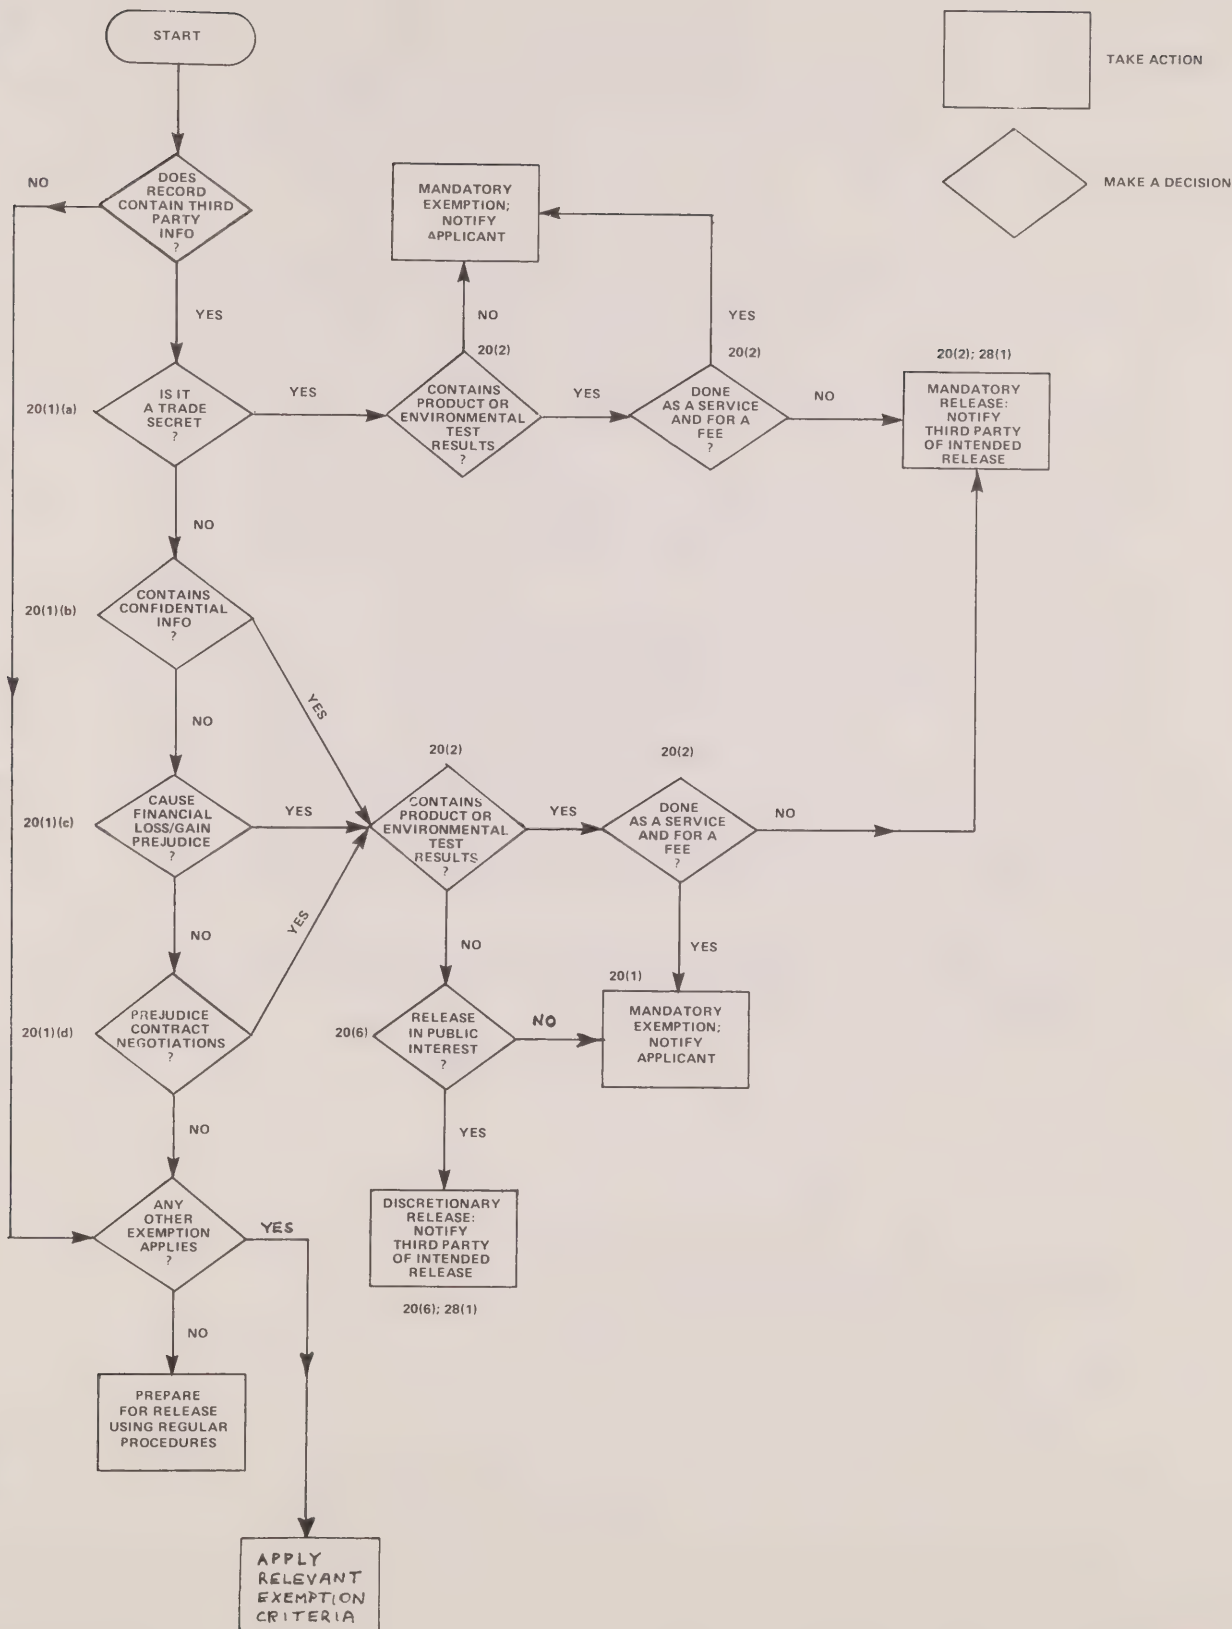 START
TAKE ACTION
MAKE A DECISION
NO
DOES
RECORD
CONTAIN THIRD
PARTY
INFO
?
YES
MANDATORY
EXEMPTION;
NOTIFY
APPLICANT
NO
YES
20(1)(a)
IS IT
A TRADE
SECRET
?
YES
20(2)
CONTAINS
PRODUCT OR
ENVIRONMENTAL
TEST
RESULTS
?
YES
20(2)
DONE
AS A SERVICE
AND FOR A
FEE
?
NO
20(2); 28(1)
MANDATORY
RELEASE:
NOTIFY
THIRD PARTY
OF INTENDED
RELEASE
NO
20(1)(b)
CONTAINS
CONFIDENTIAL
INFO
?
YES
NO
20(1)(c)
CAUSE
FINANCIAL
LOSS/GAIN
PREJUDICE
?
YES
20(2)
CONTAINS
PRODUCT OR
ENVIRONMENTAL
TEST
RESULTS
?
YES
20(2)
DONE
AS A SERVICE
AND FOR A
FEE
?
NO
NO
YES
NO
YES
20(1)(d)
PREJUDICE
CONTRACT
NEGOTIATIONS
?
20(6)
RELEASE
IN PUBLIC
INTEREST
?
NO
20(1)
MANDATORY
EXEMPTION;
NOTIFY
APPLICANT
NO
YES
ANY
OTHER
EXEMPTION
APPLIES
?
YES
DISCRETIONARY
RELEASE:
NOTIFY
THIRD PARTY
OF INTENDED
RELEASE
20(6); 28(1)
NO
PREPARE
FOR RELEASE
USING REGULAR
PROCEDURES
APPLY
RELEVANT
EXEMPTION
CRITERIA